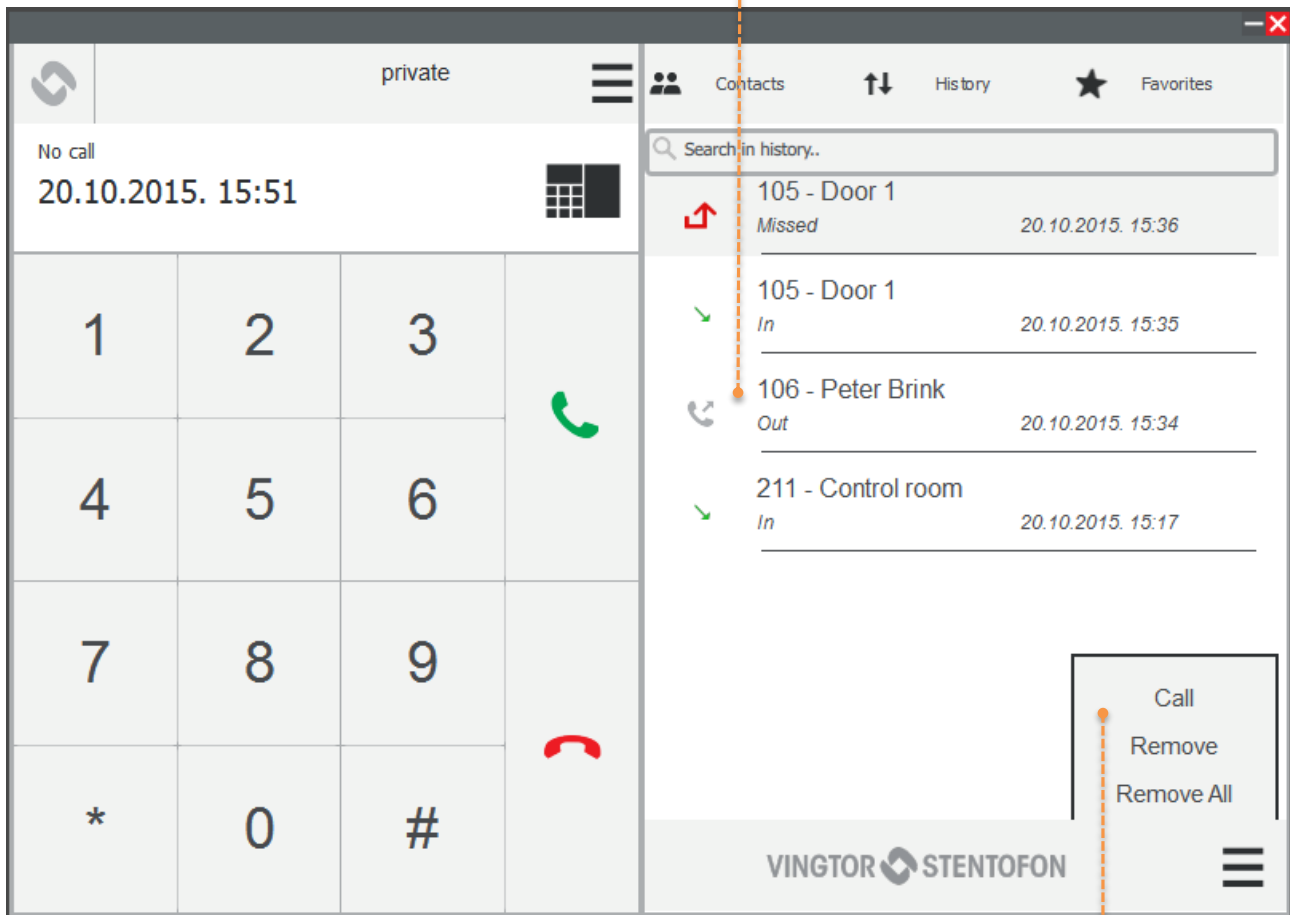 private
No call
20.10.2015. 15:51
1 2 3
4 5 6
7 8 9
* 0 #
Contacts History Favorites
Search in history..
105 - Door 1
Missed 20.10.2015. 15:36
105 - Door 1
In 20.10.2015. 15:35
106 - Peter Brink
Out 20.10.2015. 15:34
211 - Control room
In 20.10.2015. 15:17
Call
Remove
Remove All
VINGTOR STENTOFON